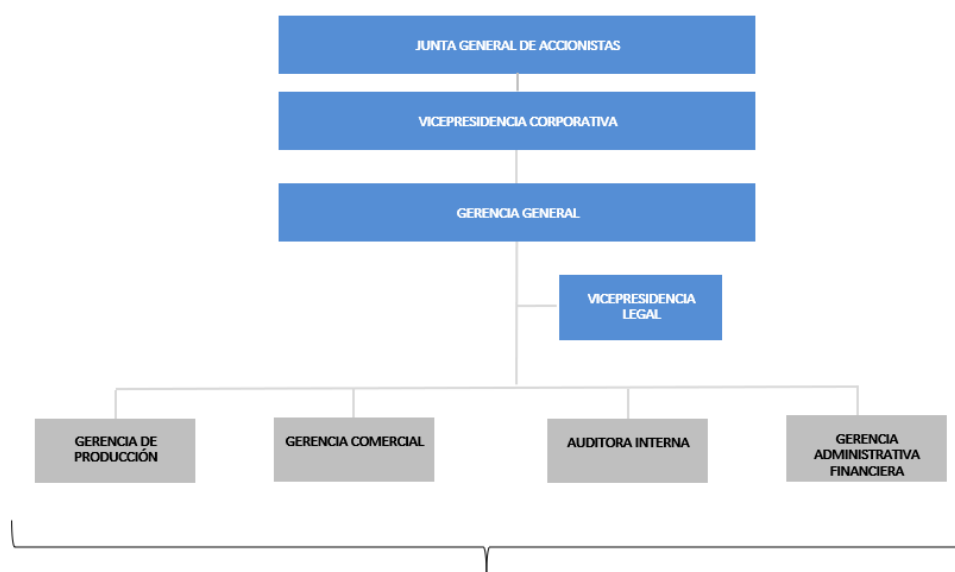 JUNTA GENERAL DE ACCIONISTAS
VICEPRESIDENCIA CORPORATIVA
GERENCIA GENERAL
VICEPRESIDENCIA
LEGAL
GERENCIA DE
PRODUCCIÓN
GERENCIA COMERCIAL
AUDITORA INTERNA
GERENCIA
ADMINISTRATIVA
FINANCIERA